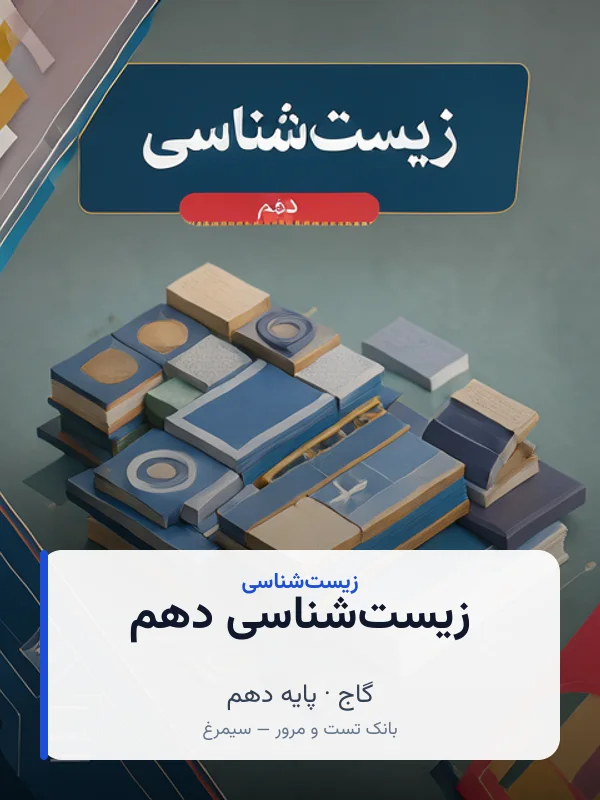 زیست‌شناسی
دهم
زیست‌شناسی
زیست‌شناسی دهم
گاج · پایه دهم
بانک تست و مرور — سیمرغ